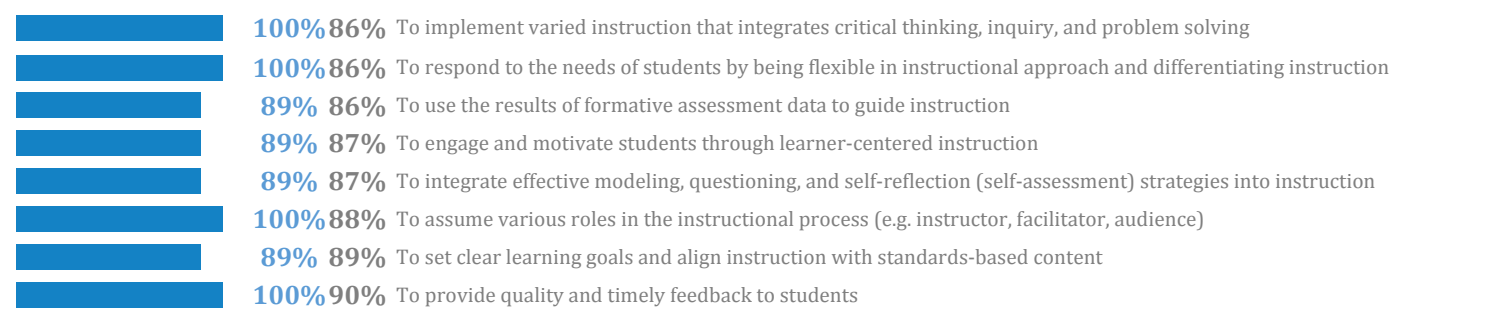 100% 86% To implement varied instruction that integrates critical thinking, inquiry, and problem solving
100% 86% To respond to the needs of students by being flexible in instructional approach and differentiating instruction
89% 86% To use the results of formative assessment data to guide instruction
89% 87% To engage and motivate students through learner-centered instruction
89% 87% To integrate effective modeling, questioning, and self-reflection (self-assessment) strategies into instruction
100% 88% To assume various roles in the instructional process (e.g. instructor, facilitator, audience)
89% 89% To set clear learning goals and align instruction with standards-based content
100% 90% To provide quality and timely feedback to students